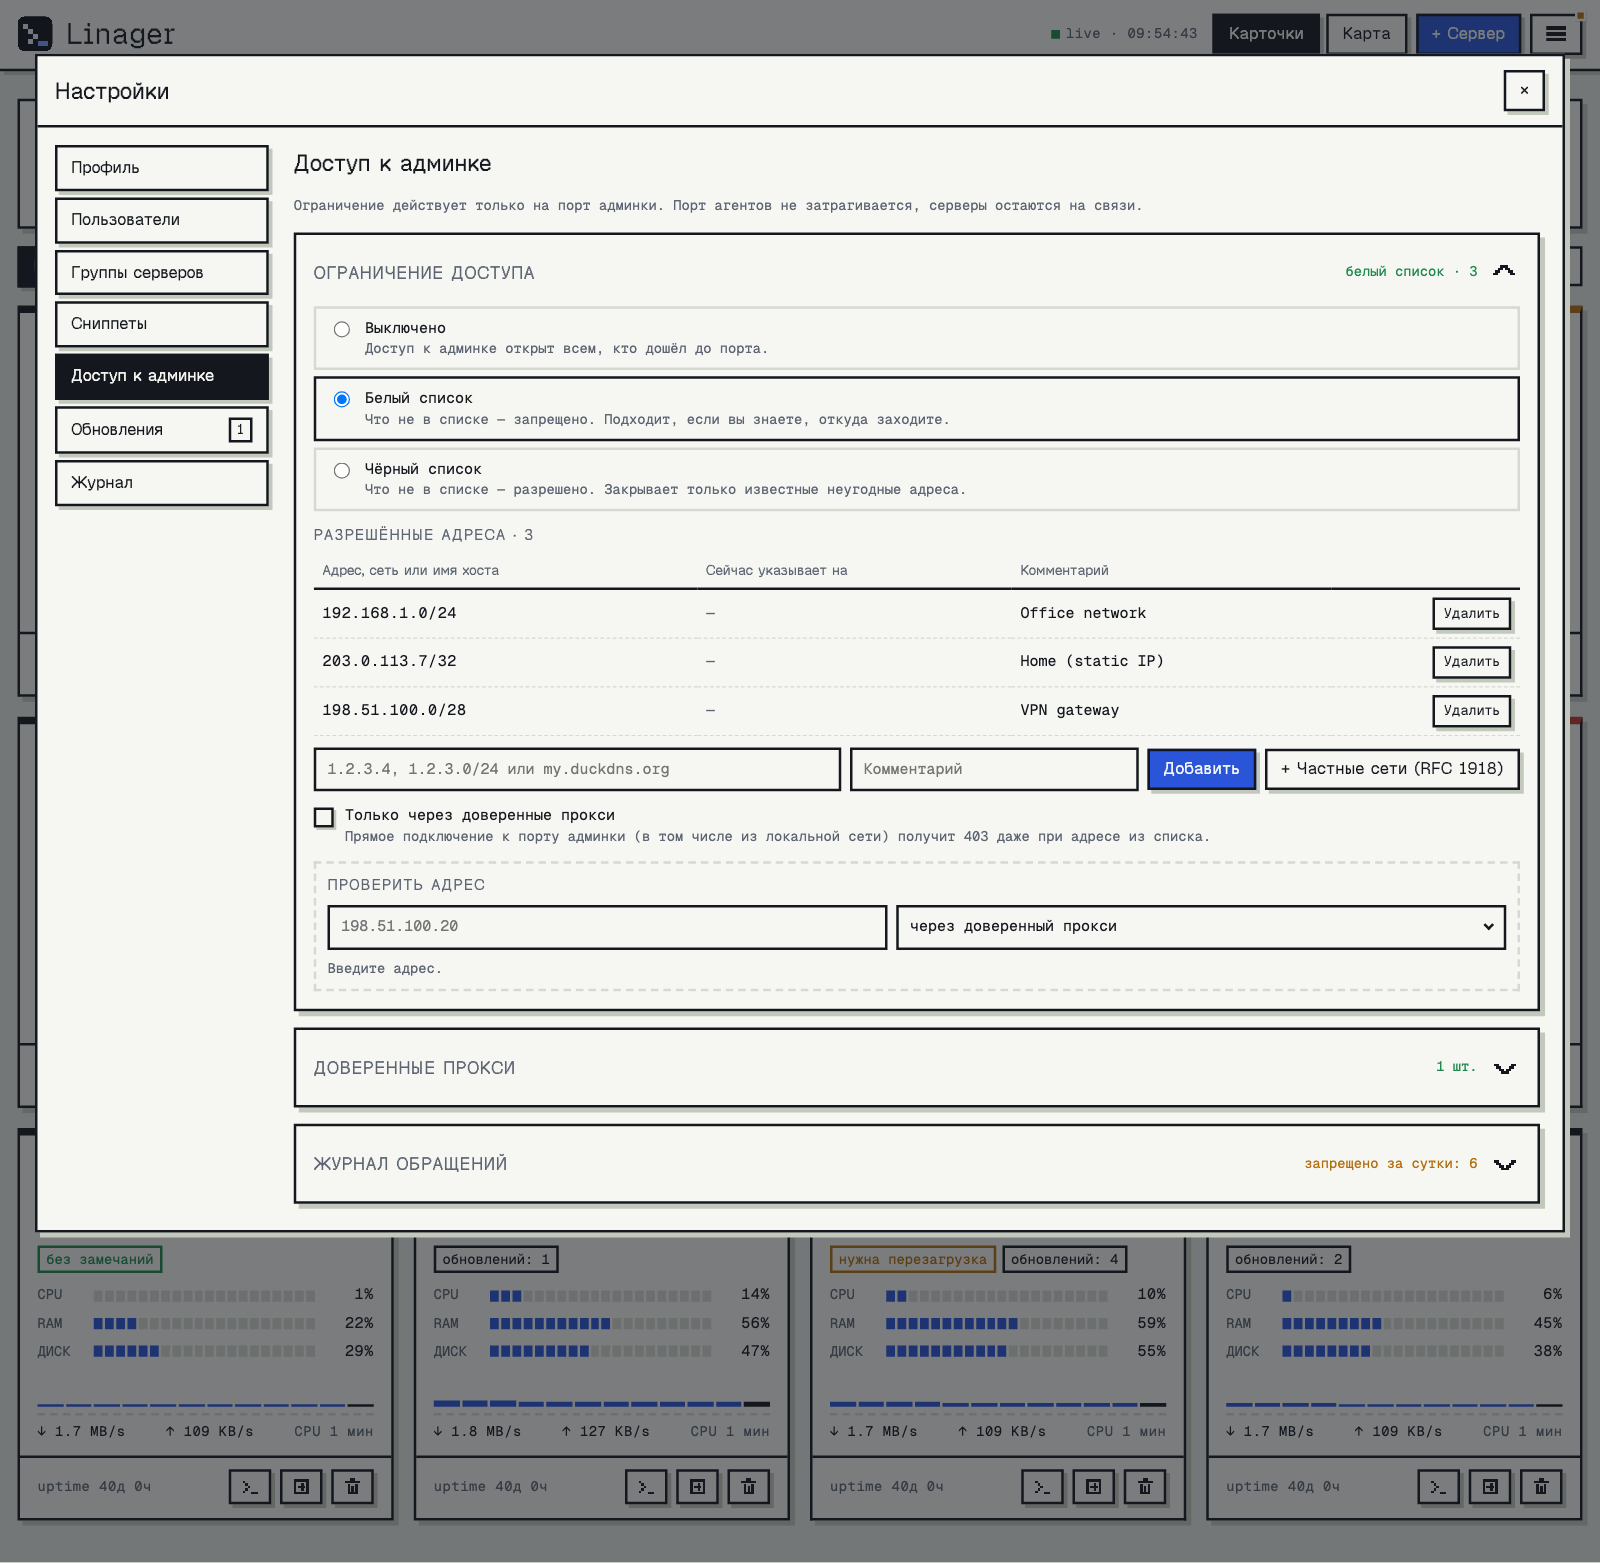 Linager
live · 09:54:43
Карточки
Карта
+ Сервер
Настройки
×
Профиль
Пользователи
Группы серверов
Сниппеты
Доступ к админке
Обновления
1
Журнал
Доступ к админке
Ограничение действует только на порт админки. Порт агентов не затрагивается, серверы остаются на связи.
ОГРАНИЧЕНИЕ ДОСТУПА
белый список · 3
Выключено
Доступ к админке открыт всем, кто дошёл до порта.
Белый список
Что не в списке — запрещено. Подходит, если вы знаете, откуда заходите.
Чёрный список
Что не в списке — разрешено. Закрывает только известные неугодные адреса.
РАЗРЕШЁННЫЕ АДРЕСА · 3
Адрес, сеть или имя хоста Сейчас указывает на Комментарий
192.168.1.0/24 — Office network Удалить
203.0.113.7/32 — Home (static IP) Удалить
198.51.100.0/28 — VPN gateway Удалить
1.2.3.4, 1.2.3.0/24 или my.duckdns.org Комментарий Добавить + Частные сети (RFC 1918)
Только через доверенные прокси
Прямое подключение к порту админки (в том числе из локальной сети) получит 403 даже при адресе из списка.
ПРОВЕРИТЬ АДРЕС
198.51.100.20 через доверенный прокси
Введите адрес.
ДОВЕРЕННЫЕ ПРОКСИ
1 шт.
ЖУРНАЛ ОБРАЩЕНИЙ
запрещено за сутки: 6
без замечаний
CPU 1%
RAM 22%
ДИСК 29%
↓ 1.7 MB/s ↑ 109 KB/s CPU 1 мин
uptime 40д 0ч
обновлений: 1
CPU 14%
RAM 56%
ДИСК 47%
↓ 1.8 MB/s ↑ 127 KB/s CPU 1 мин
uptime 40д 0ч
нужна перезагрузка обновлений: 4
CPU 10%
RAM 59%
ДИСК 55%
↓ 1.7 MB/s ↑ 109 KB/s CPU 1 мин
uptime 40д 0ч
обновлений: 2
CPU 6%
RAM 45%
ДИСК 38%
↓ 1.7 MB/s ↑ 109 KB/s CPU 1 мин
uptime 40д 0ч